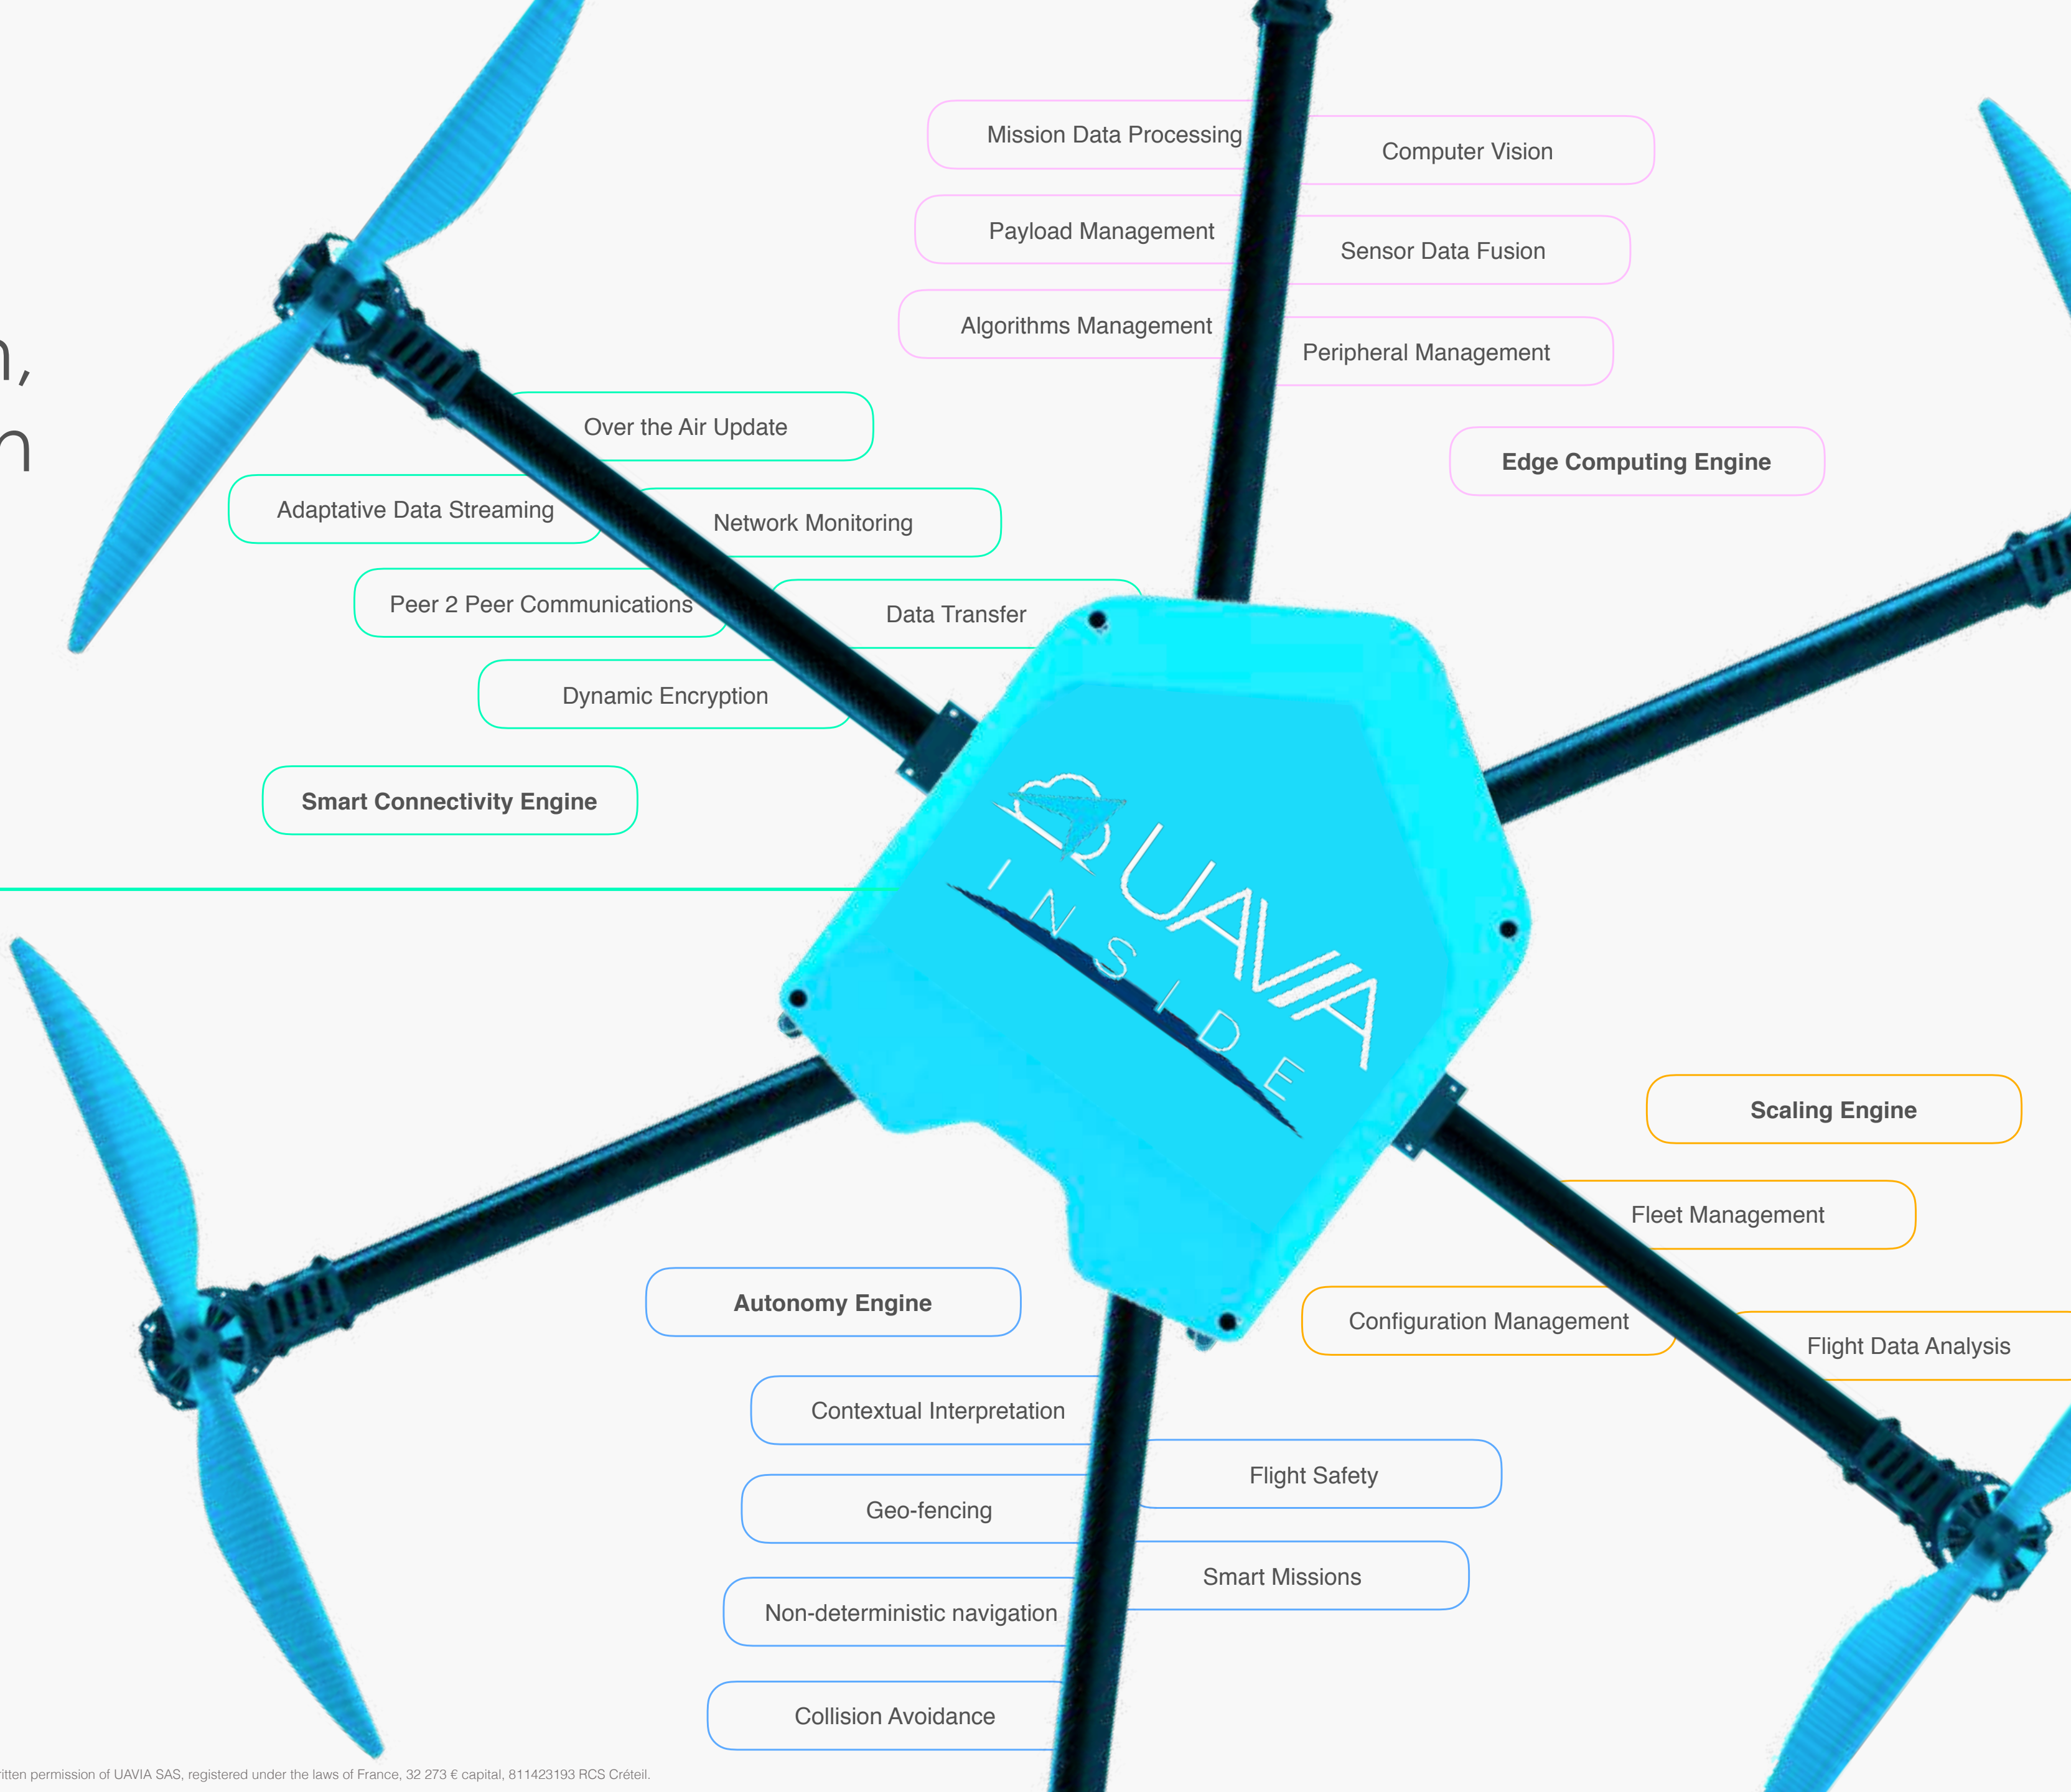 Mission Data Processing
Computer Vision
Payload Management
Sensor Data Fusion
Algorithms Management
Peripheral Management
Edge Computing Engine
Over the Air Update
Adaptative Data Streaming
Network Monitoring
Peer 2 Peer Communications
Data Transfer
Dynamic Encryption
Smart Connectivity Engine
UAVIA
INSIDE
Scaling Engine
Fleet Management
Configuration Management
Flight Data Analysis
Autonomy Engine
Contextual Interpretation
Flight Safety
Geo-fencing
Smart Missions
Non-deterministic navigation
Collision Avoidance
permission of UAVIA SAS, registered under the laws of France, 32 273 € capital, 811423193 RCS Créteil.